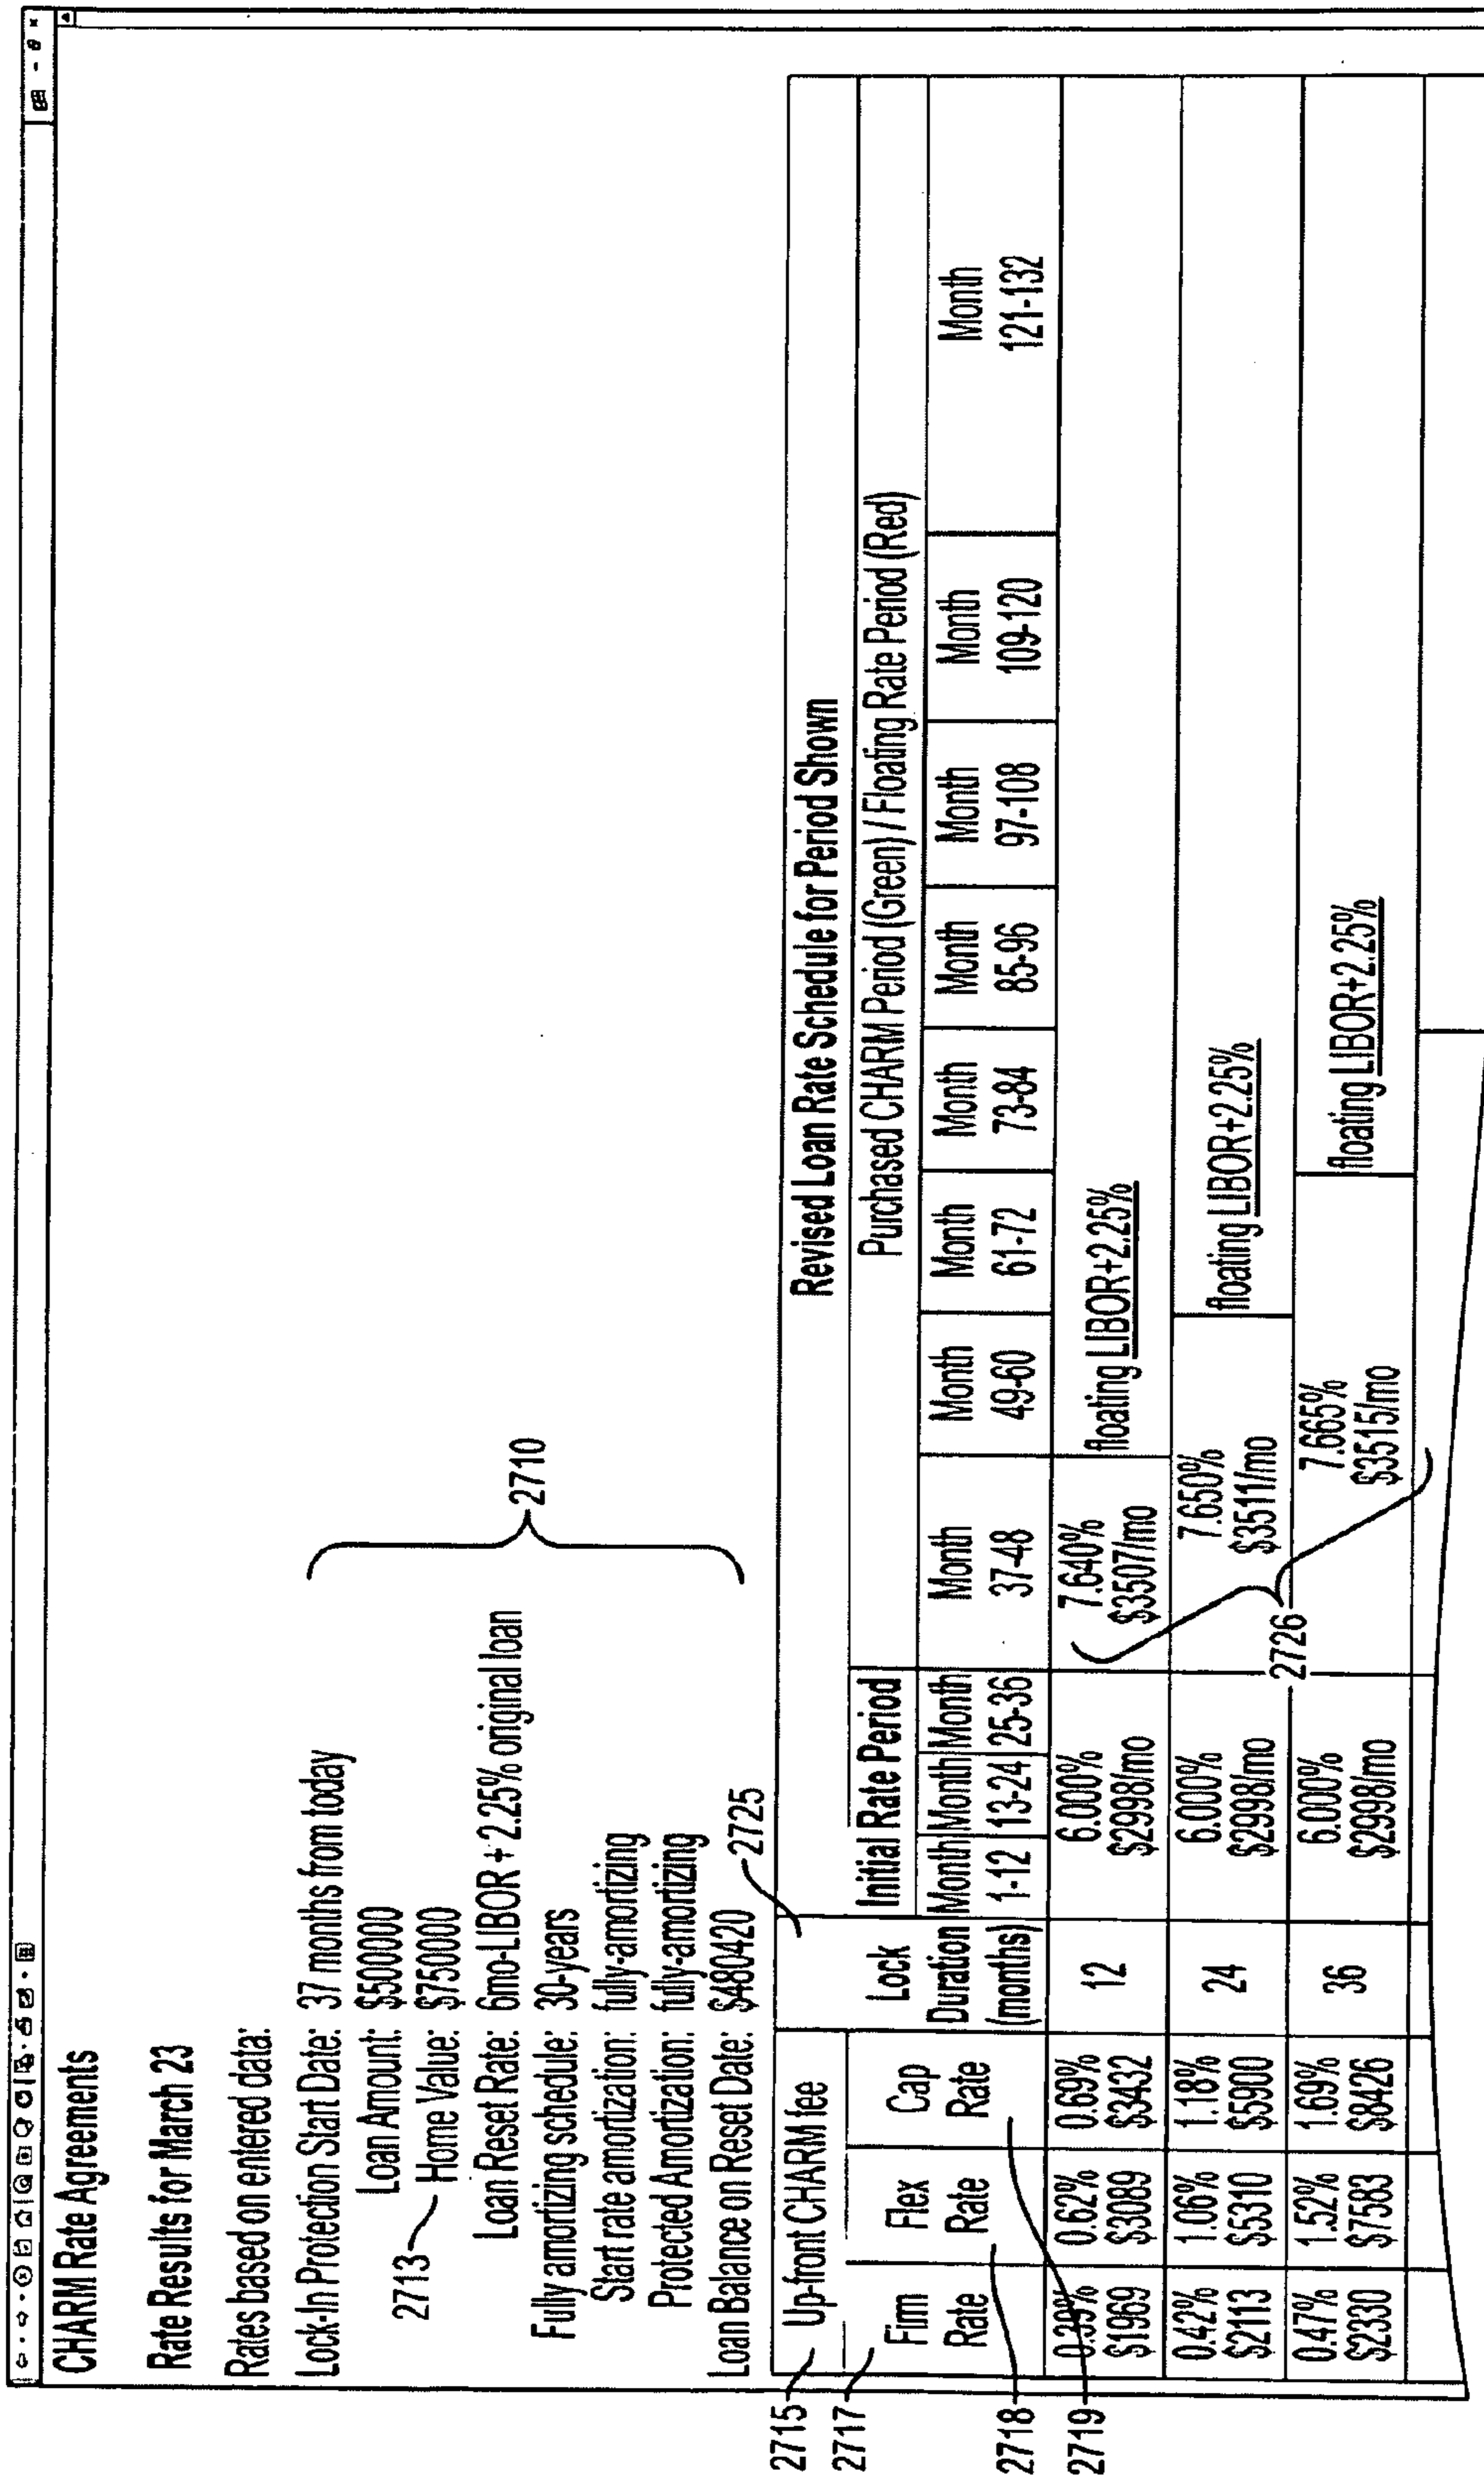 CHARM Rate Agreements
Rate Results for March 23
Rates based on entered data:
Lock-In Protection Start Date: 37 months from today
Loan Amount: $500000
2713 Home Value: $750000
Loan Reset Rate: 6mo-LIBOR + 2.25% original loan
Fully amortizing schedule: 30-years
Start rate amortization: fully-amortizing
Protected Amortization: fully-amortizing
Loan Balance on Reset Date: $480420
2710
2725
2715
2717
2718
2719
Up-front CHARM fee
Revised Loan Rate Schedule for Period Shown
Firm Rate Flex Rate Cap Rate
Lock Duration (months)
Initial Rate Period
Purchased CHARM Period (Green) / Floating Rate Period (Red)
Month Month Month Month Month Month Month Month Month Month Month
1-12 13-24 25-36 37-48 49-60 61-72 73-84 85-96 97-108 109-120 121-132
0.39% 0.62% 0.69% 12 6.000% 7.640% floating LIBOR+2.25%
$1969 $3089 $3432 $2998/mo $3507/mo
0.42% 1.06% 1.18% 24 6.000% 7.650% floating LIBOR+2.25%
$2113 $5310 $5900 $2998/mo $3511/mo
2726
0.47% 1.52% 1.69% 36 6.000% 7.665% floating LIBOR+2.25%
$2330 $7583 $8426 $2998/mo $3515/mo